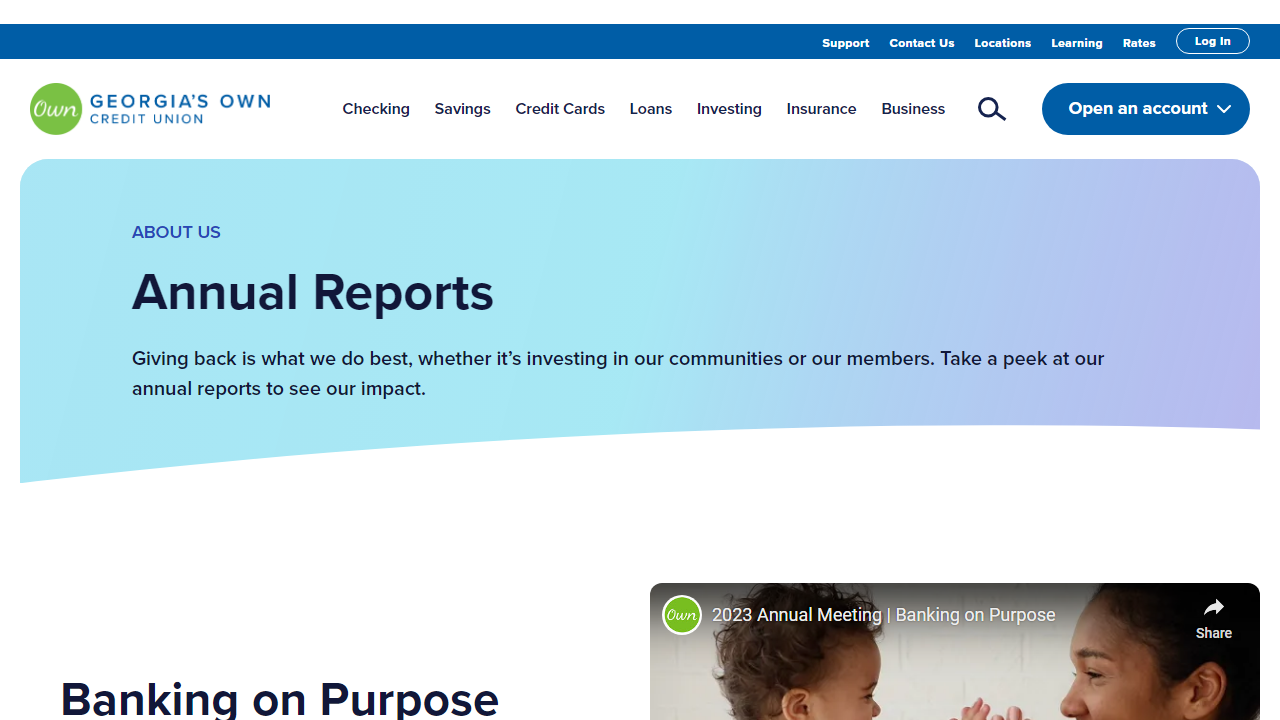 Support Contact Us Locations Learning Rates Log In
Own GEORGIA'S OWN
CREDIT UNION
Checking Savings Credit Cards Loans Investing Insurance Business Open an account
ABOUT US
Annual Reports
Giving back is what we do best, whether it’s investing in our communities or our members. Take a peek at our
annual reports to see our impact.
Own 2023 Annual Meeting | Banking on Purpose
Share
Banking on Purpose